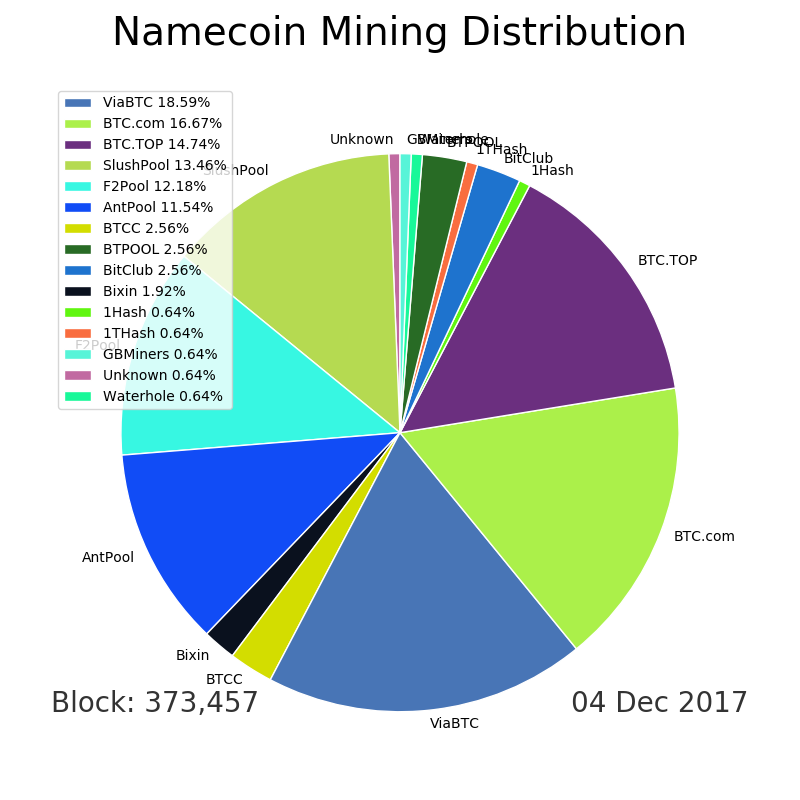 Namecoin Mining Distribution
ViaBTC 18.59%
BTC.com 16.67%
BTC.TOP 14.74%
SlushPool 13.46%
F2Pool 12.18%
AntPool 11.54%
BTCC 2.56%
BTPOOL 2.56%
BitClub 2.56%
Bixin 1.92%
1Hash 0.64%
1THash 0.64%
GBMiners 0.64%
Unknown 0.64%
Waterhole 0.64%
Unknown
GBMiners
Waterhole
BTPOOL
1THash
BitClub
1Hash
SlushPool
BTC.TOP
F2Pool
BTC.com
AntPool
Bixin
BTCC
ViaBTC
Block: 373,457
04 Dec 2017